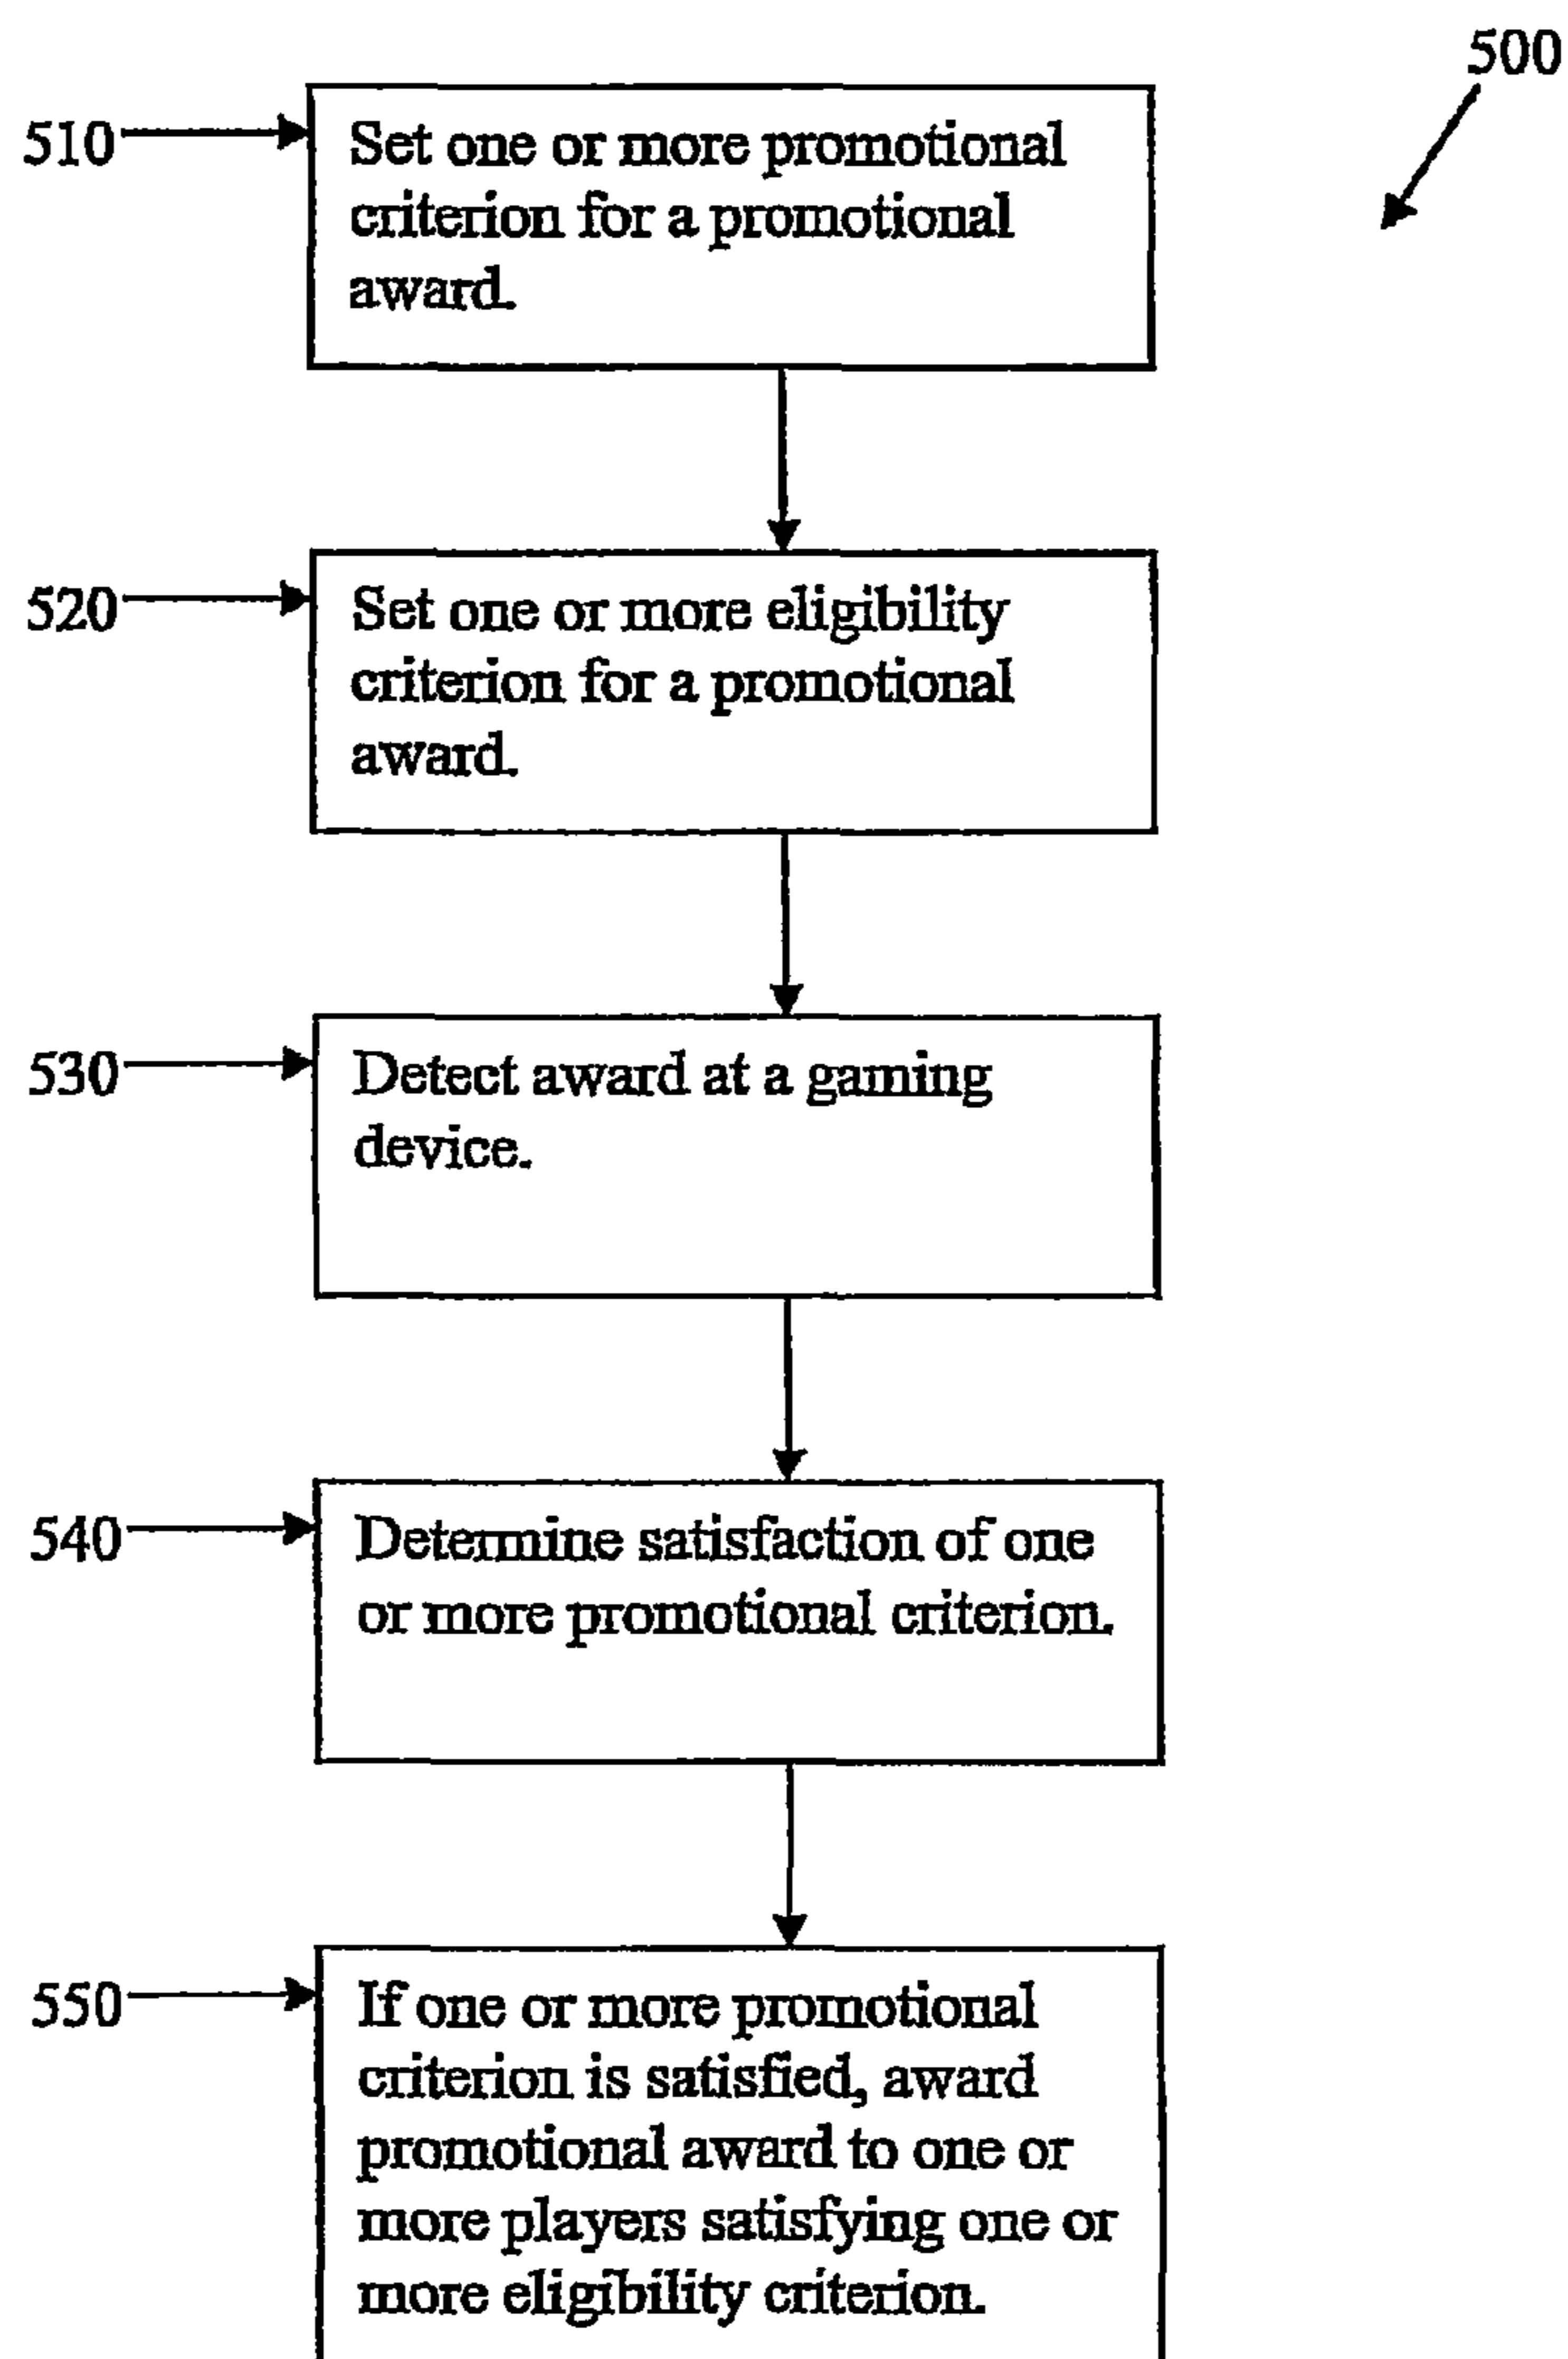 500
510
Set one or more promotional
criterion for a promotional
award.
520
Set one or more eligibility
criterion for a promotional
award.
530
Detect award at a gaming
device.
540
Determine satisfaction of one
or more promotional criterion.
550
If one or more promotional
criterion is satisfied, award
promotional award to one or
more players satisfying one or
more eligibility criterion.